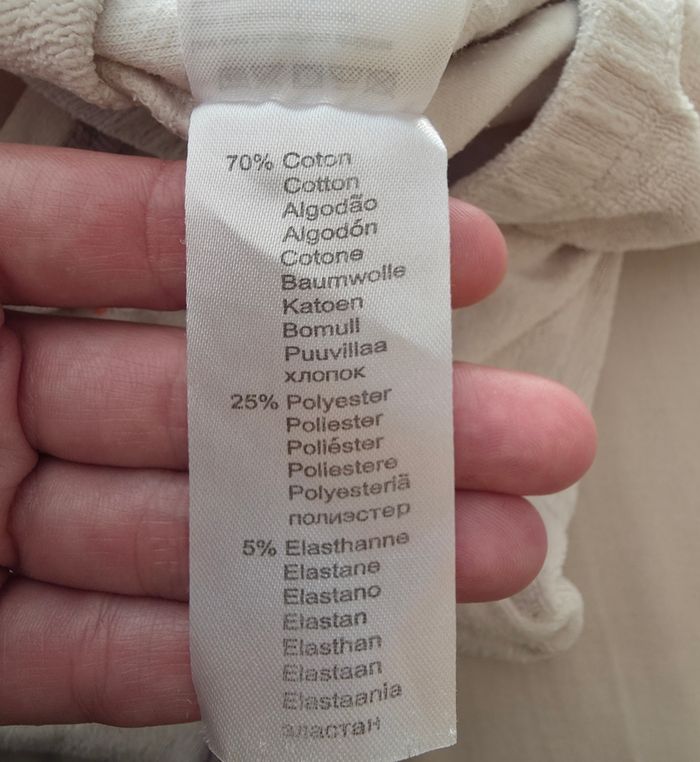 70% Coton
Cotton
Algodão
Algodón
Cotone
Baumwolle
Katoen
Bomull
Puuvillaa
хлопок
25% Polyester
Poliester
Poliéster
Poliestere
Polyesteriä
полиэстер
5% Elasthanne
Elastane
Elastano
Elastan
Elasthan
Elastaan
Elastaania
эластан